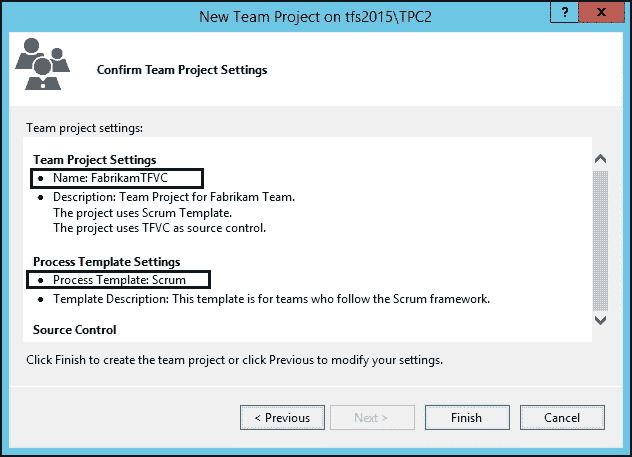 New Team Project on tfs2015\TPC2
?
x
Confirm Team Project Settings
Team project settings:
Team Project Settings
● Name: FabrikamTFVC
● Description: Team Project for Fabrikam Team.
The project uses Scrum Template.
The project uses TFVC as source control.
Process Template Settings
● Process Template: Scrum
● Template Description: This template is for teams who follow the Scrum framework.
Source Control
Click Finish to create the team project or click Previous to modify your settings.
< Previous
Next >
Finish
Cancel